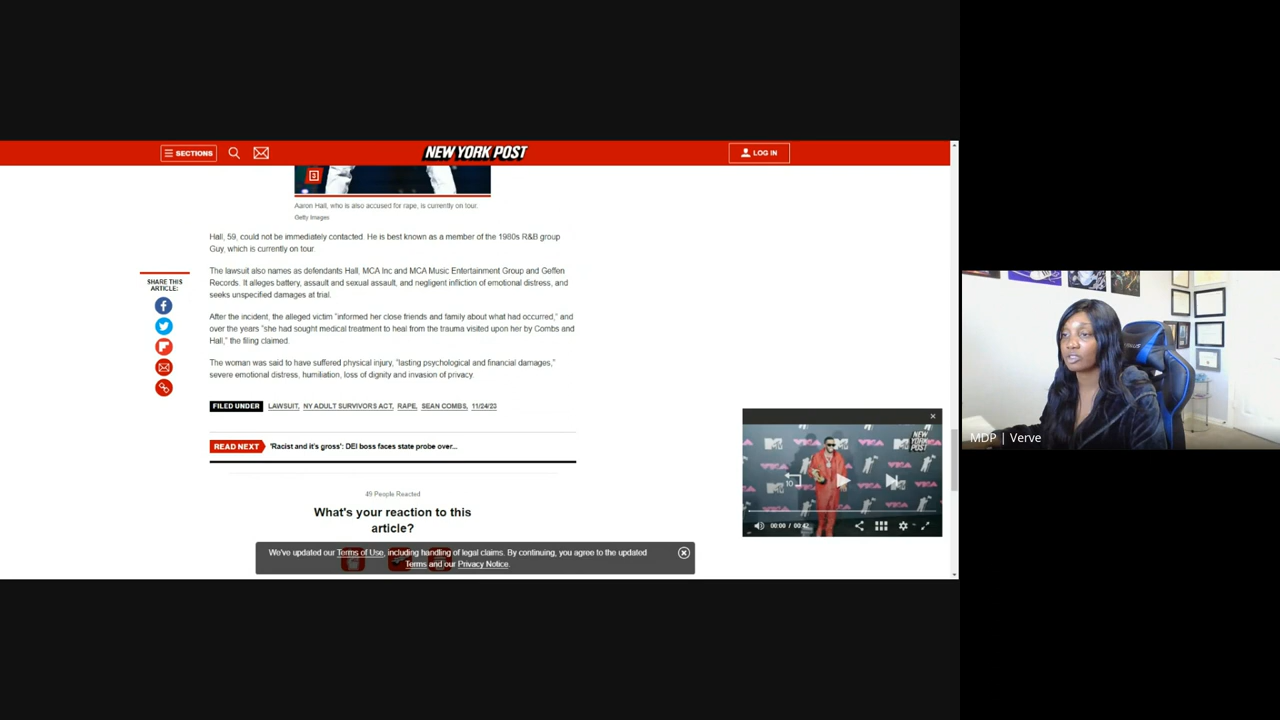 SECTIONS
NEW YORK POST
LOG IN
3
Aaron Hall, who is also accused for rape, is currently on tour.
Getty Images
Hall, 59, could not be immediately contacted. He is best known as a member of the 1980s R&B group
Guy, which is currently on tour.
The lawsuit also names as defendants Hall, MCA Inc and MCA Music Entertainment Group and Geffen
Records. It alleges battery, assault and sexual assault, and negligent infliction of emotional distress, and
seeks unspecified damages at trial.
After the incident, the alleged victim "informed her close friends and family about what had occurred," and
over the years "she had sought medical treatment to heal from the trauma visited upon her by Combs and
Hall," the filing claimed.
The woman was said to have suffered physical injury, "lasting psychological and financial damages,"
severe emotional distress, humiliation, loss of dignity and invasion of privacy.
SHARE THIS
ARTICLE:
FILED UNDER LAWSUIT, NY ADULT SURVIVORS ACT, RAPE, SEAN COMBS, 11/24/23
READ NEXT 'Racist and it's gross': DEI boss faces state probe over...
49 People Reacted
What's your reaction to this
article?
We've updated our Terms of Use, including handling of legal claims. By continuing, you agree to the updated
Terms and our Privacy Notice.
NEW YORK POST
10
00:00 / 00:42
MDP | Verve